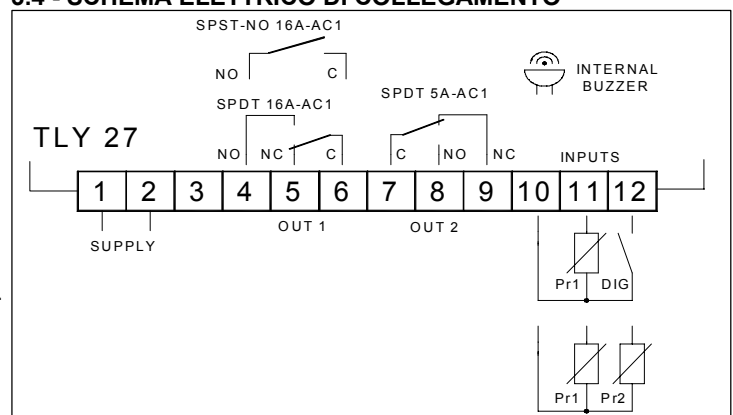 6.4 - SCHEMA ELETTRICO DI COLLEGAMENTO
SPST-NO 16A-AC1
NO C
INTERNAL
BUZZER
SPDT 16A-AC1
SPDT 5A-AC1
TLY 27
NO NC C C NO NC INPUTS
1 2 3 4 5 6 7 8 9 10 11 12
SUPPLY
OUT 1
OUT 2
Pr1 DIG
Pr1 Pr2